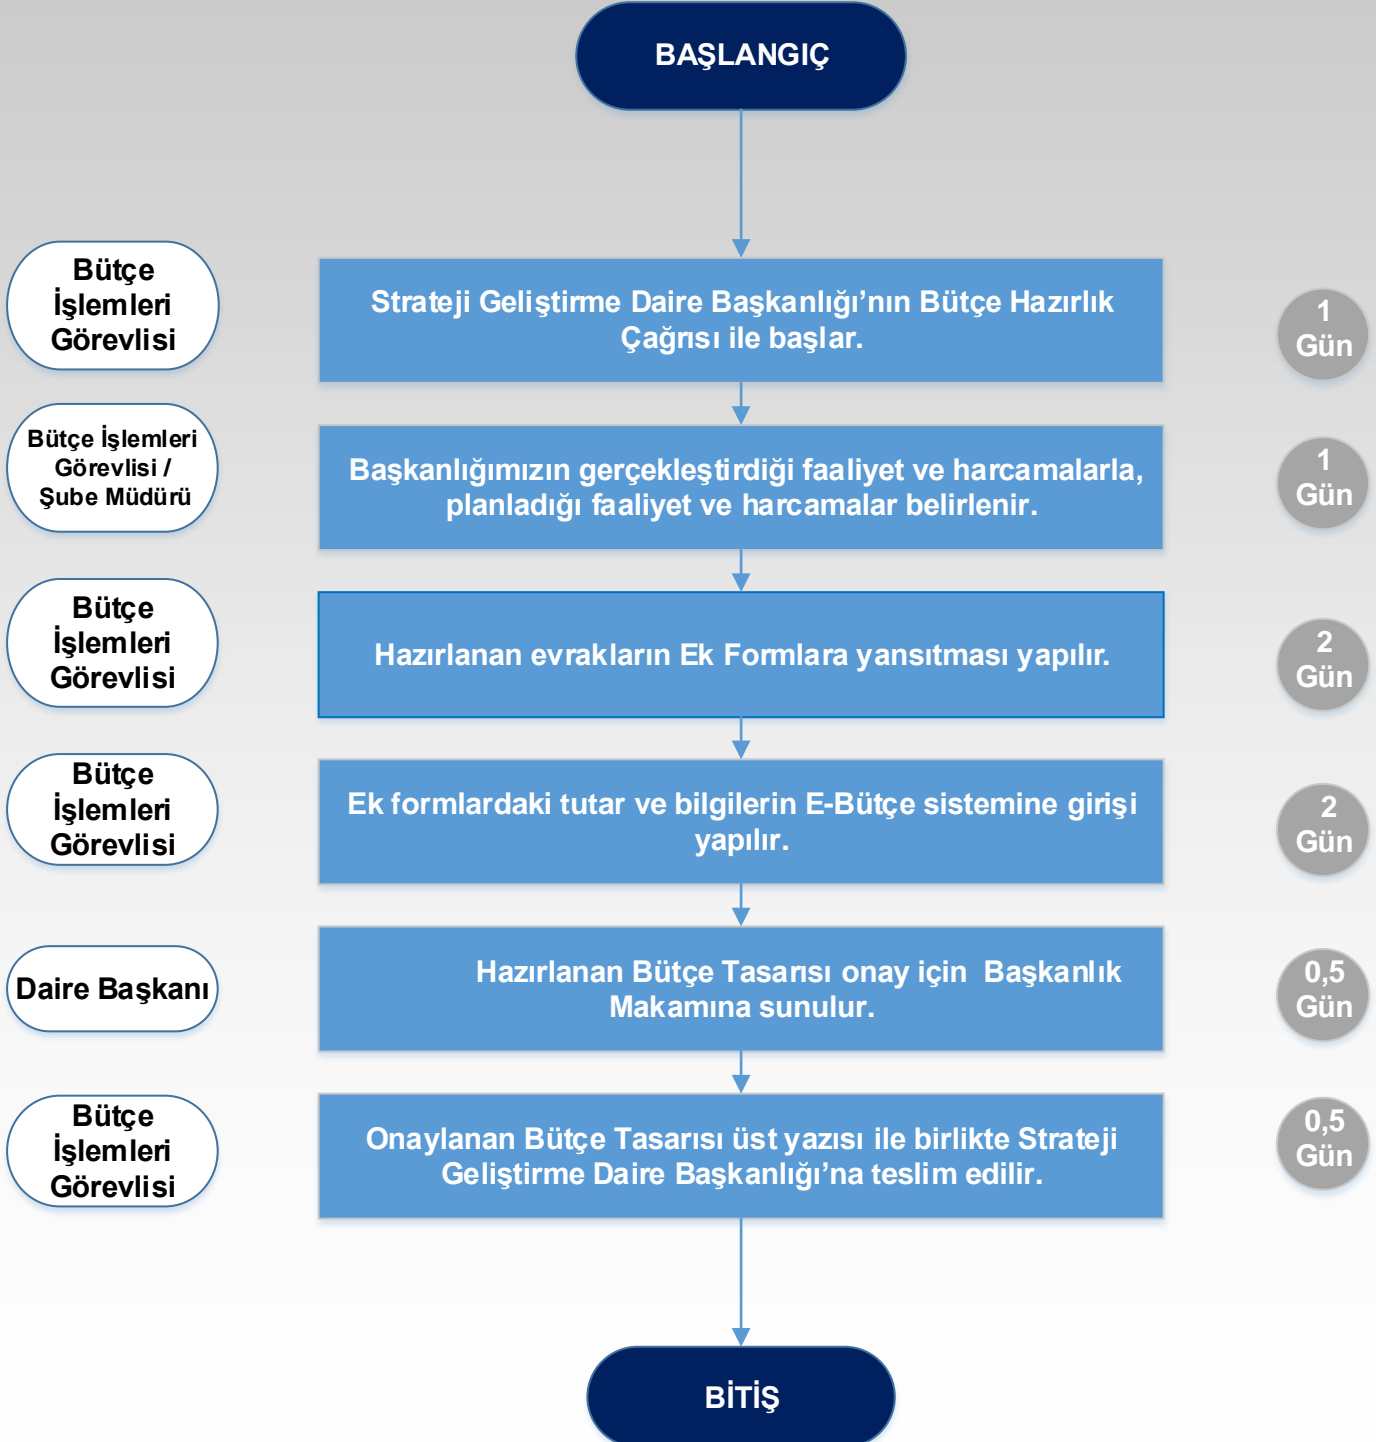 BAŞLANGIÇ
Bütçe
İşlemleri
Görevlisi
Strateji Geliştirme Daire Başkanlığı’nın Bütçe Hazırlık
Çağrısı ile başlar.
1
Gün
Bütçe İşlemleri
Görevlisi /
Şube Müdürü
Başkanlığımızın gerçekleştirdiği faaliyet ve harcamalarla,
planladığı faaliyet ve harcamalar belirlenir.
1
Gün
Bütçe
İşlemleri
Görevlisi
Hazırlanan evrakların Ek Formlara yansıtması yapılır.
2
Gün
Bütçe
İşlemleri
Görevlisi
Ek formlardaki tutar ve bilgilerin E-Bütçe sistemine girişi
yapılır.
2
Gün
Daire Başkanı
Hazırlanan Bütçe Tasarısı onay için Başkanlık
Makamına sunulur.
0,5
Gün
Bütçe
İşlemleri
Görevlisi
Onaylanan Bütçe Tasarısı üst yazısı ile birlikte Strateji
Geliştirme Daire Başkanlığı’na teslim edilir.
0,5
Gün
BİTİŞ